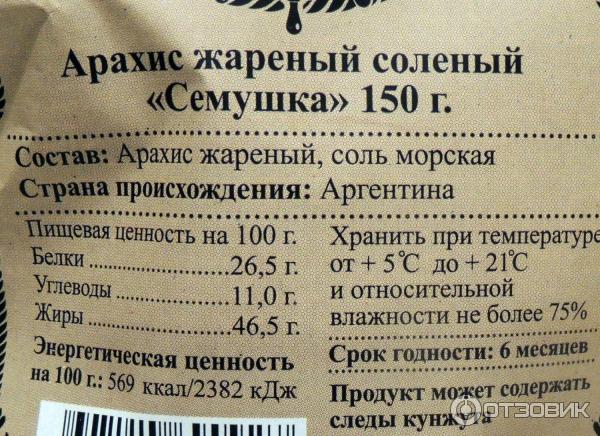 Арахис жареный соленый
«Семушка» 150 г.
Состав: Арахис жареный, соль морская
Страна происхождения: Аргентина
Пищевая ценность на 100 г.
Белки ........................ 26,5 г.
Углеводы .................. 11,0 г.
Жиры ........................ 46,5 г.
Энергетическая ценность
на 100 г.: 569 ккал/2382 кДж
Хранить при температуре
от + 5°С до + 21°С
и относительной
влажности не более 75%
Срок годности: 6 месяцев
Продукт может содержать
следы кунжута
ОТЗОВИК